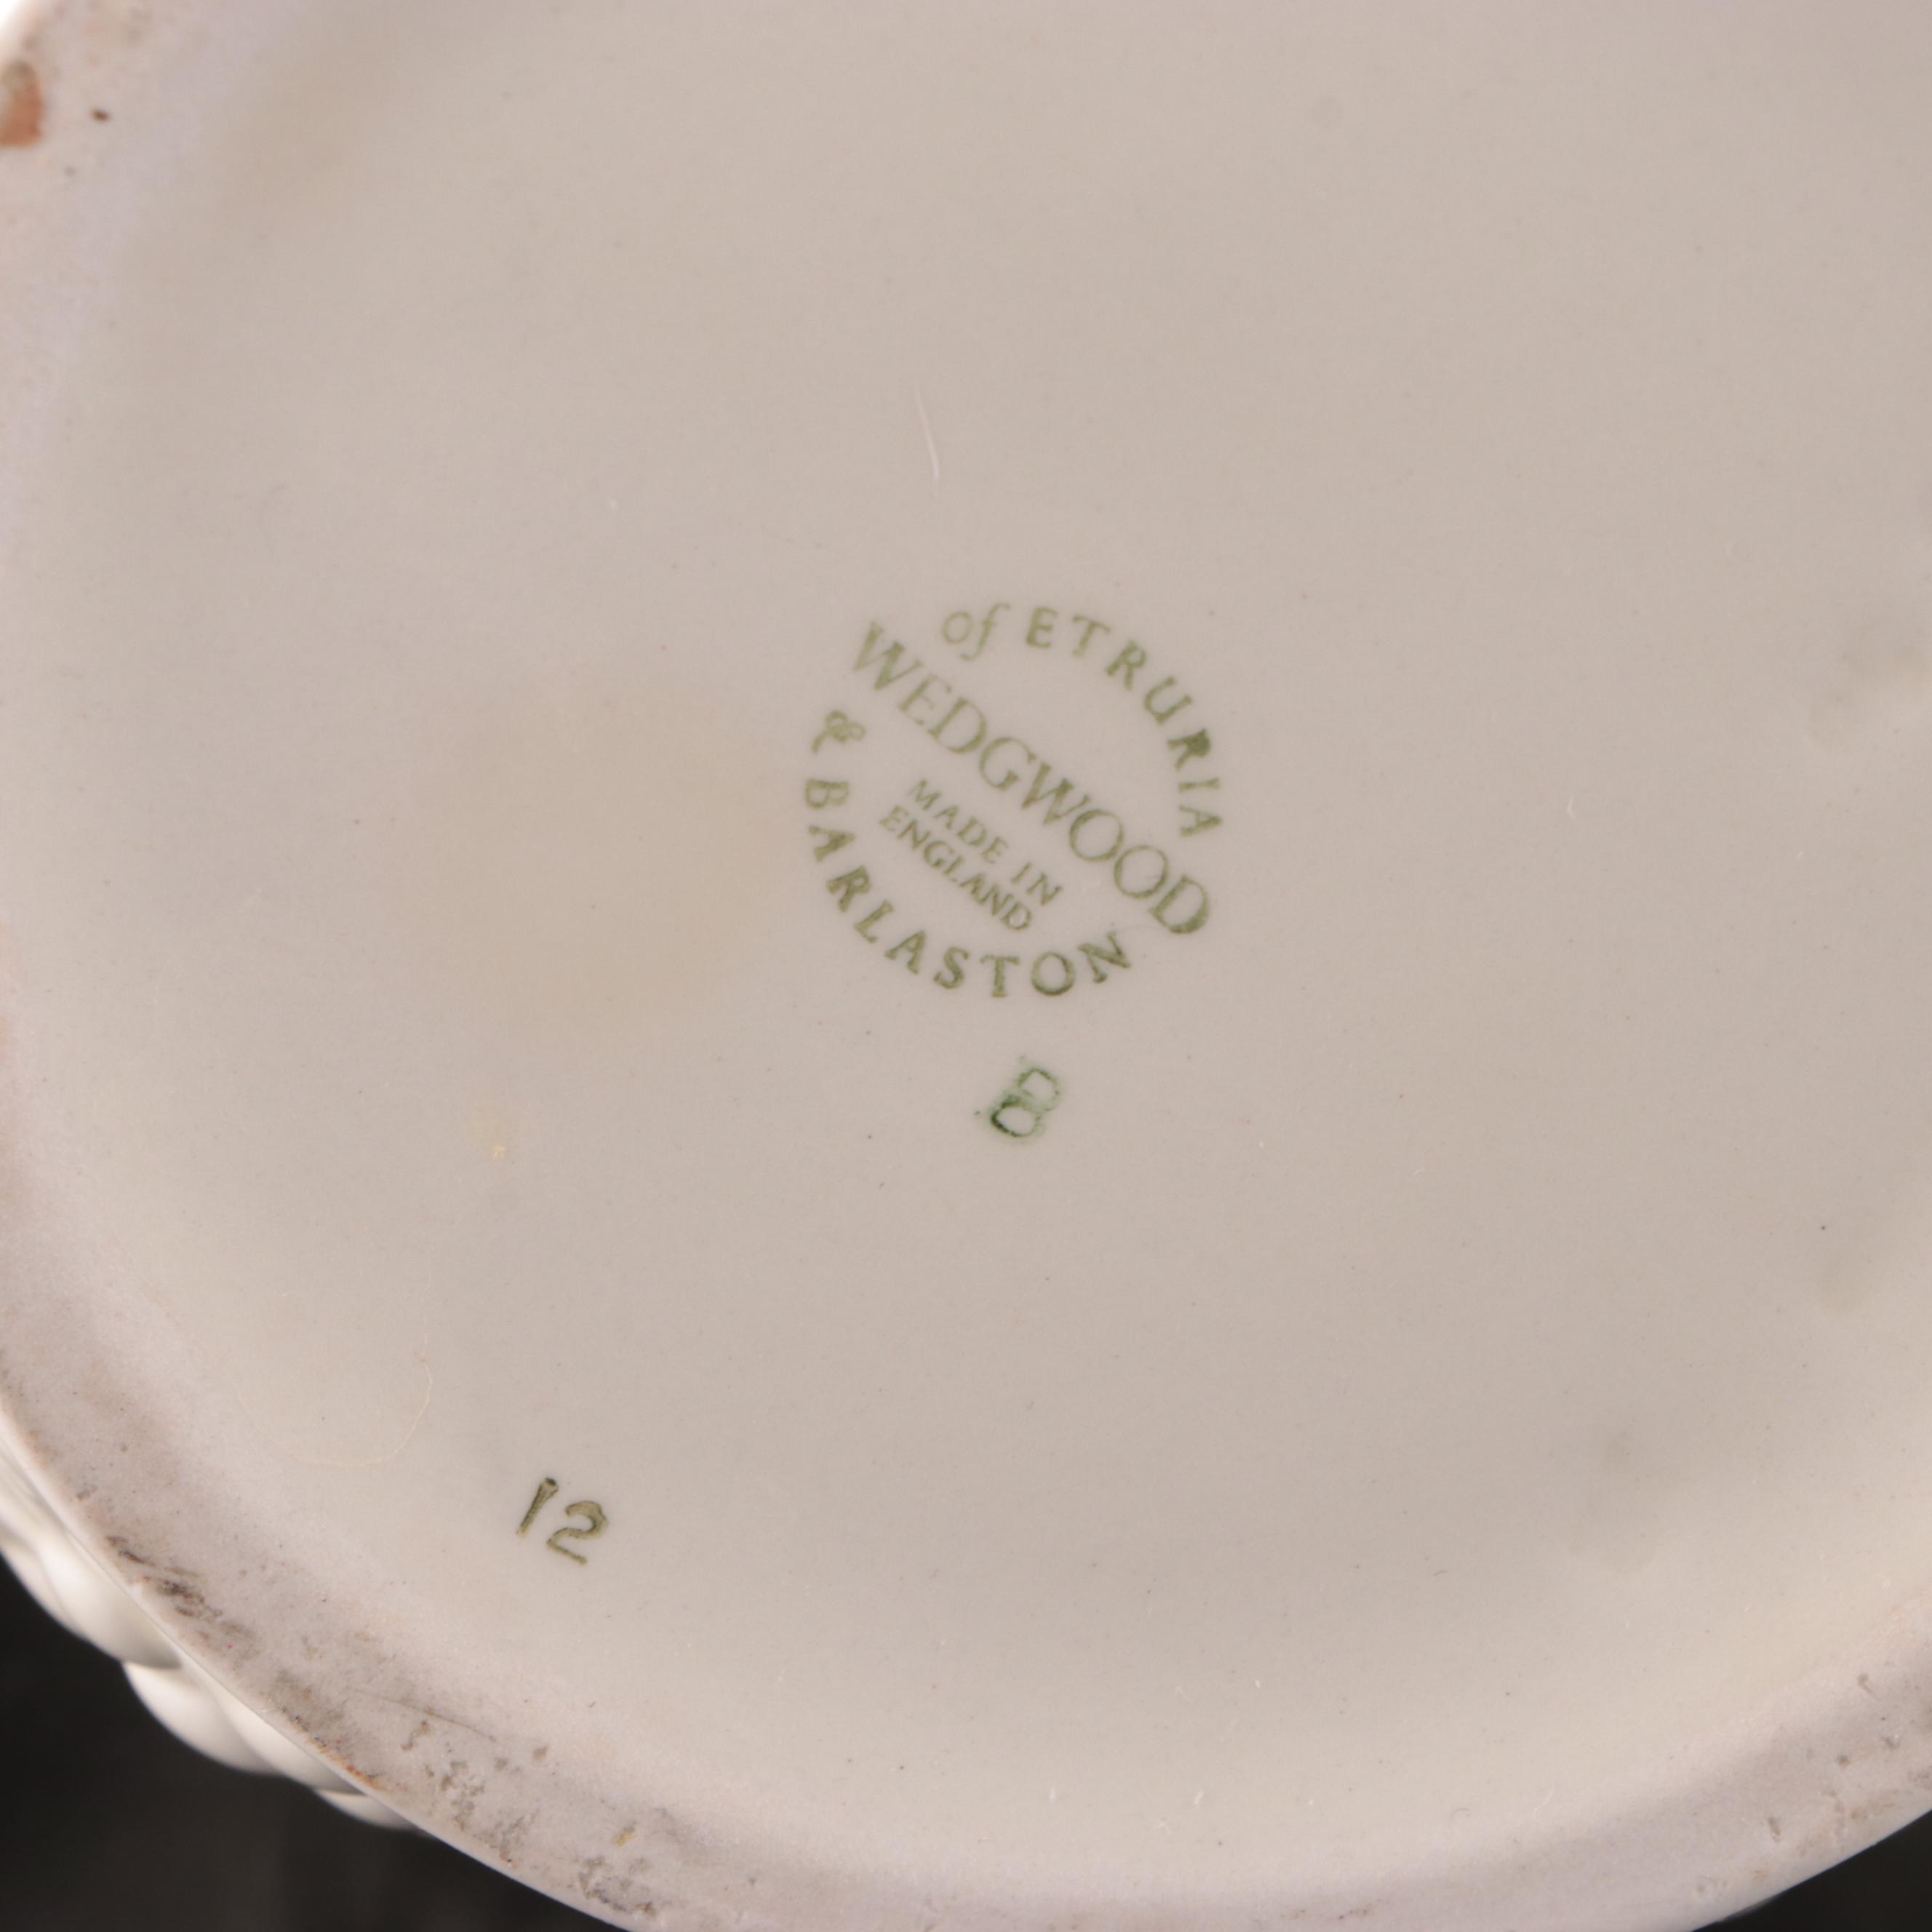 of ETRURIA
WEDGWOOD
MADE IN
ENGLAND
& BARLASTON
B
12